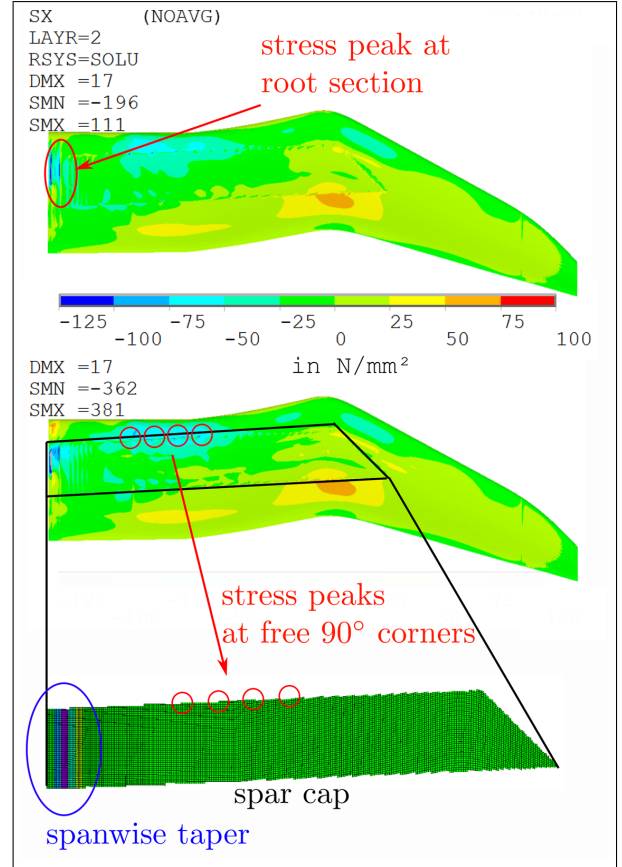 SX (NOAVG)
LAYR=2
RSYS=SOLU
DMX =17
SMN =-196
SMX =111
stress peak at
root section
-125 -75 -25 25 75
-100 -50 0 50 100
in N/mm²
DMX =17
SMN =-362
SMX =381
stress peaks
at free 90° corners
spar cap
spanwise taper